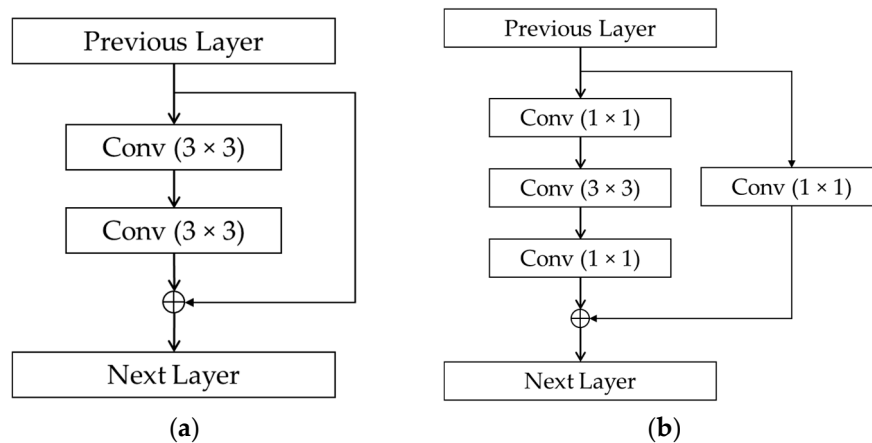 Previous Layer
Conv (3 × 3)
Conv (3 × 3)
Next Layer
(a)
Previous Layer
Conv (1 × 1)
Conv (3 × 3)
Conv (1 × 1)
Conv (1 × 1)
Next Layer
(b)